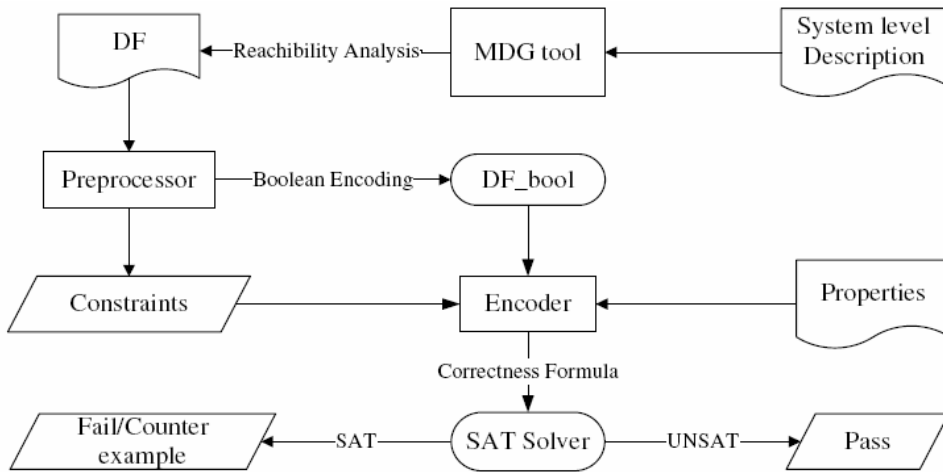 DF
Reachibility Analysis
MDG tool
System level
Description
Preprocessor
Boolean Encoding
DF_bool
Constraints
Encoder
Properties
Correctness Formula
Fail/Counter
example
SAT
SAT Solver
UNSAT
Pass